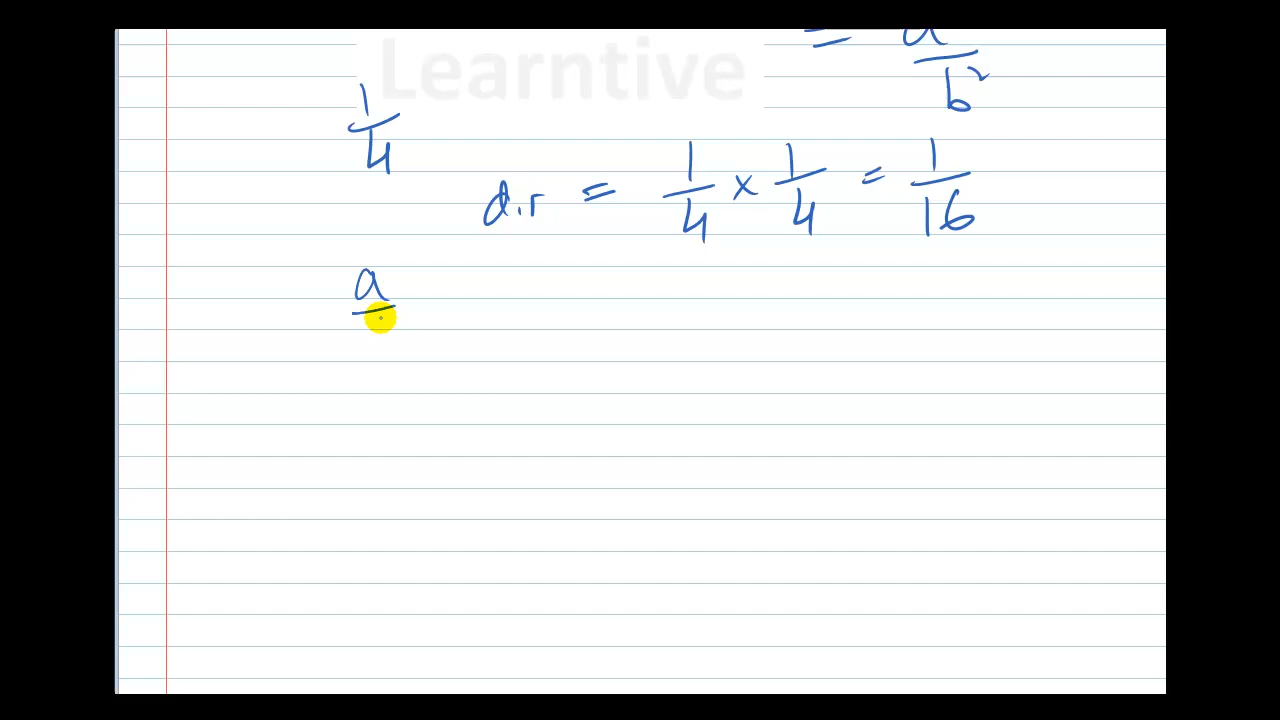 Learntive
= a
b²
1/4
d.r = 1/4 × 1/4 = 1/16
a